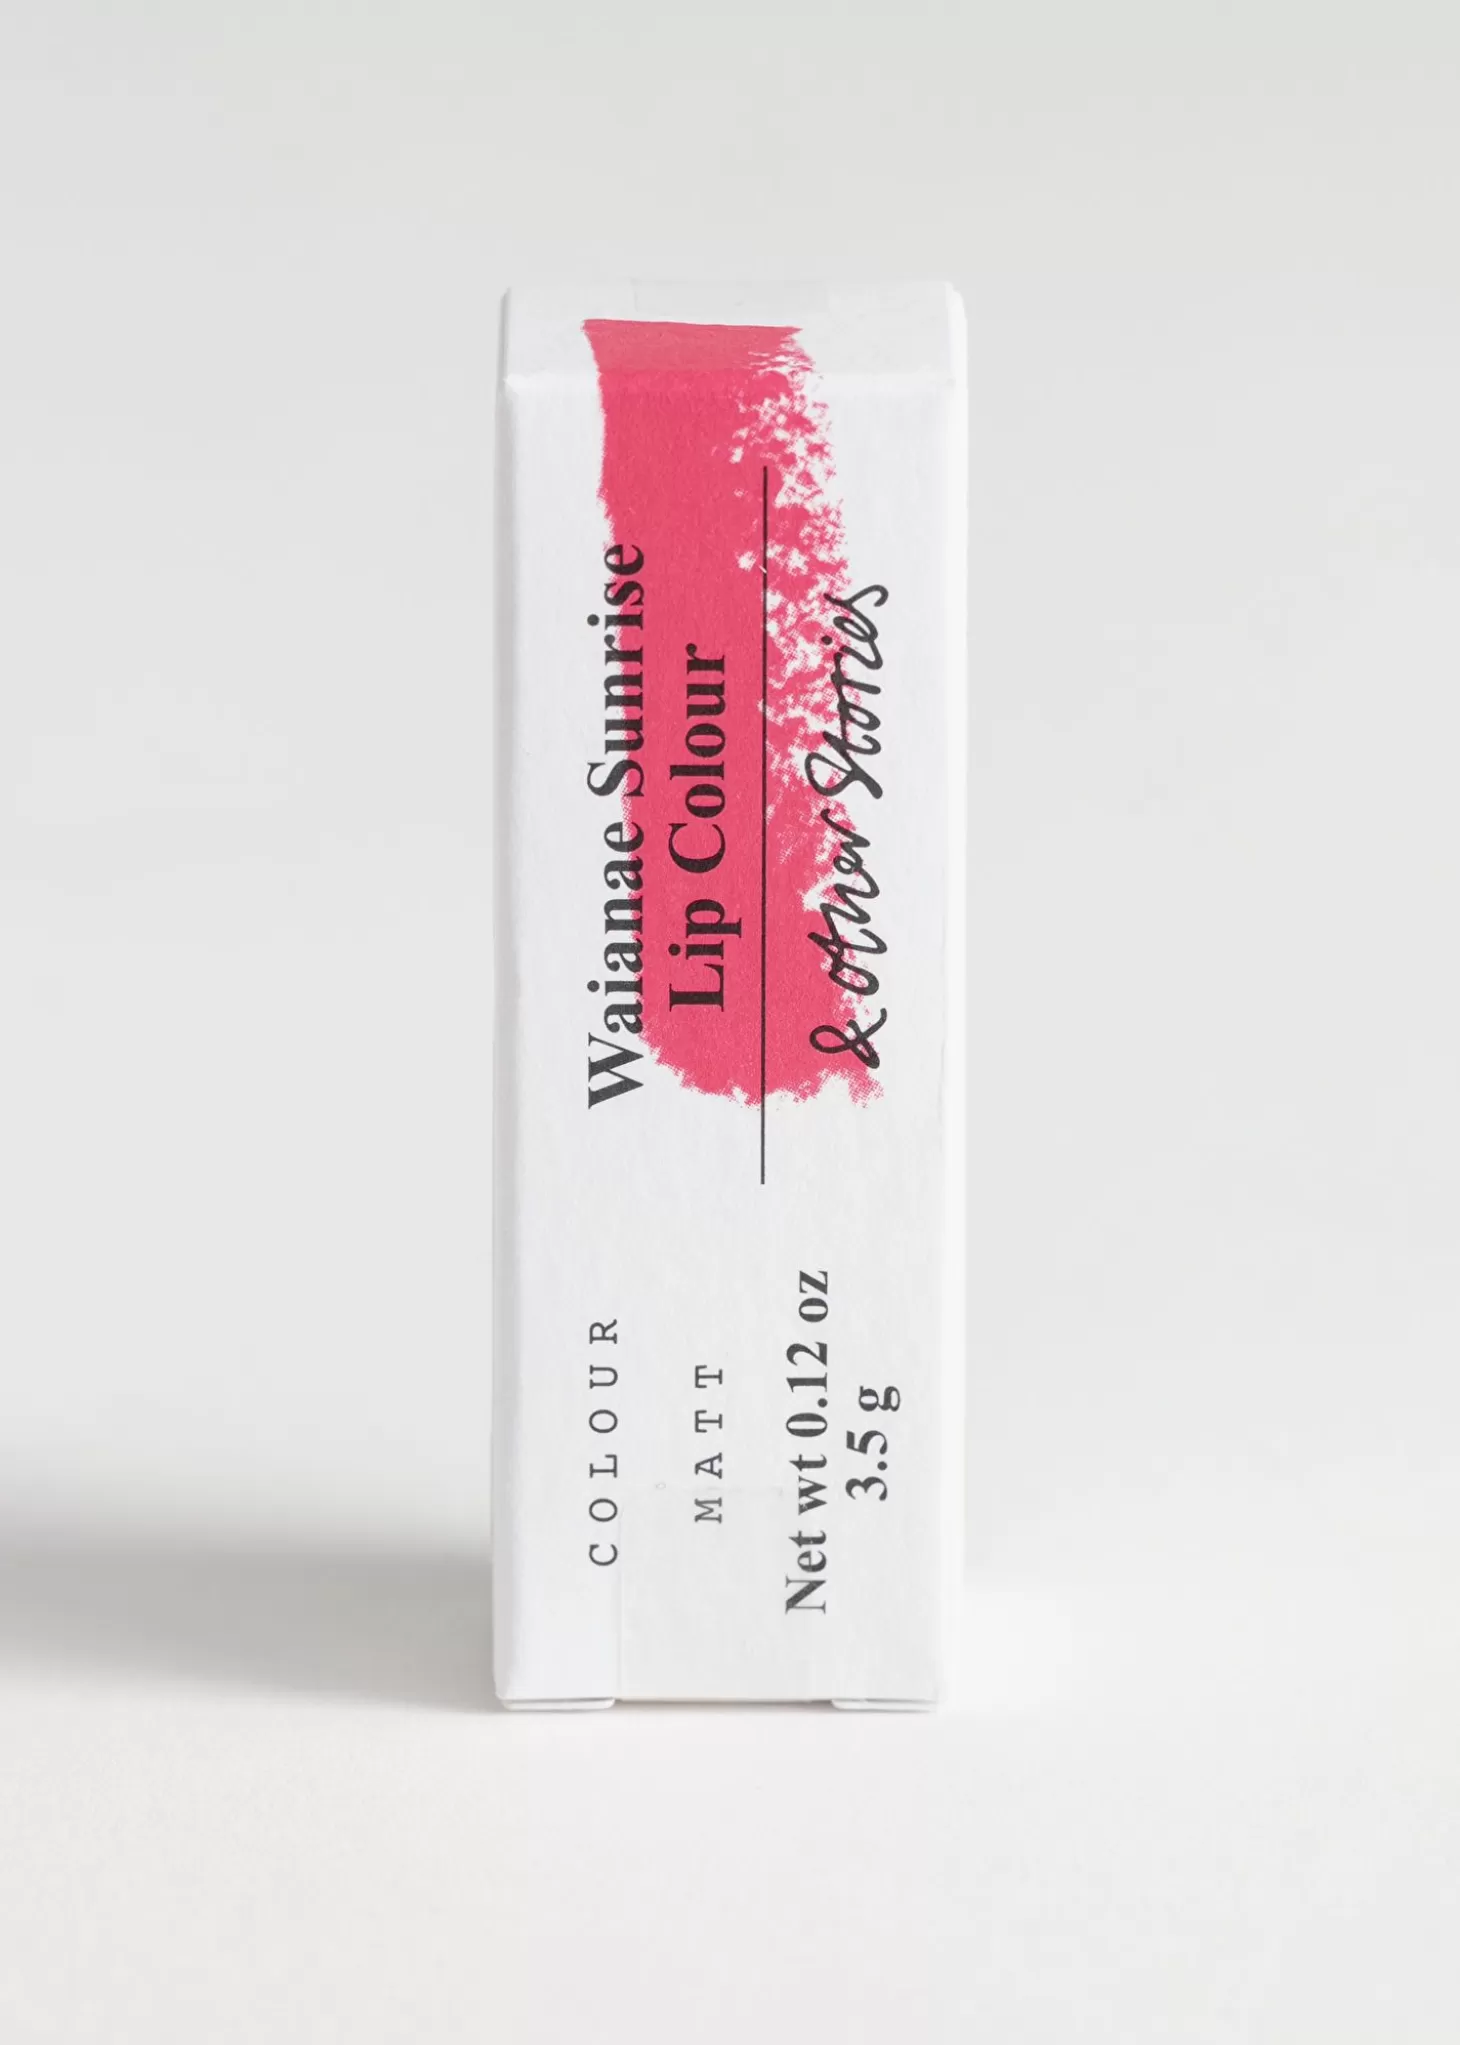 Waianae Sunrise
Lip Colour
& Other Stories
COLOUR
MATT
Net wt 0.12 oz
3.5 g